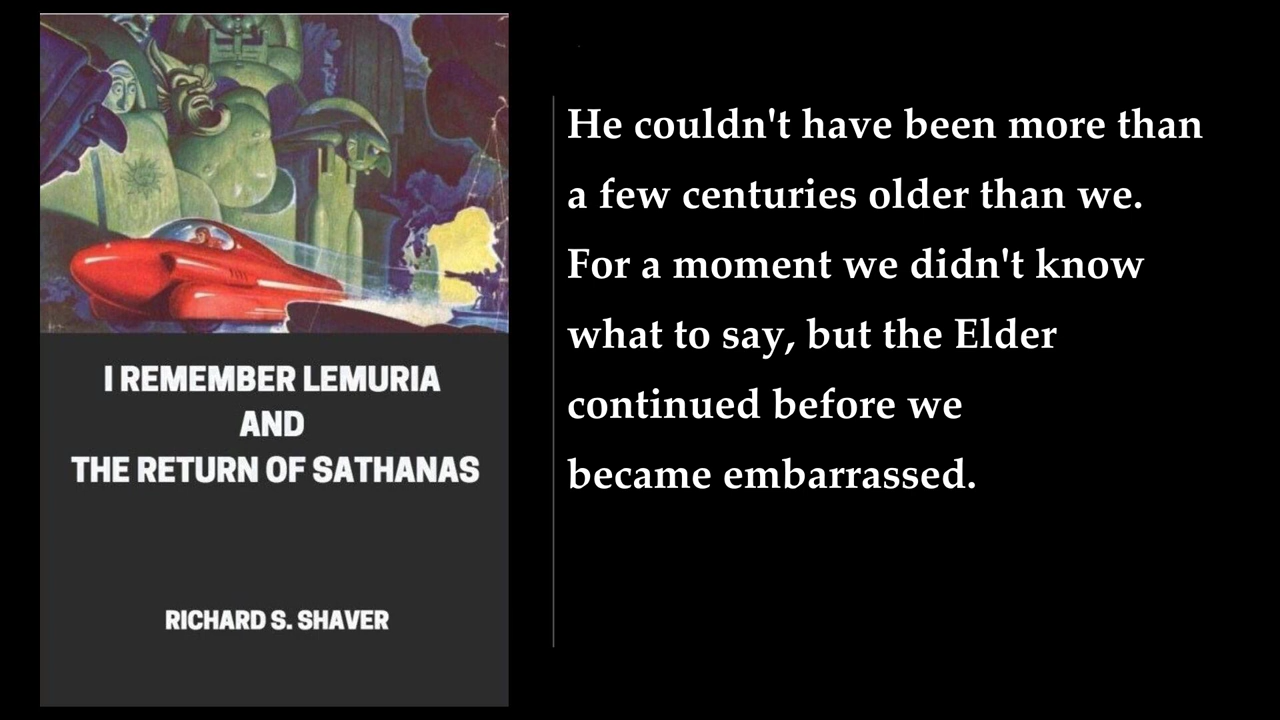 I REMEMBER LEMURIA
AND
THE RETURN OF SATHANAS
RICHARD S. SHAVER
He couldn't have been more than
a few centuries older than we.
For a moment we didn't know
what to say, but the Elder
continued before we
became embarrassed.